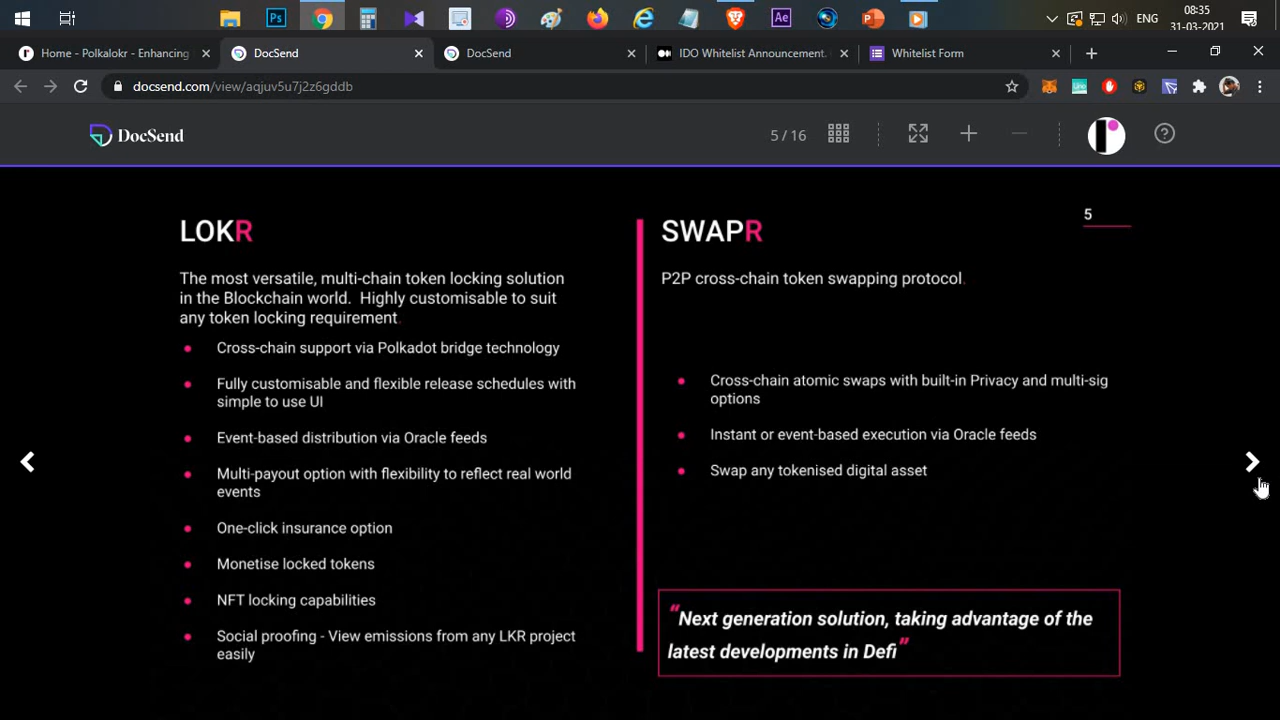 08:35
ENG
31-03-2021
Home - Polkalokr - Enhancing
DocSend
DocSend
IDO Whitelist Announcement.
Whitelist Form
docsend.com/view/aqjuv5u7j2z6gddb
DocSend
5 / 16
5
LOKR
The most versatile, multi-chain token locking solution
in the Blockchain world. Highly customisable to suit
any token locking requirement.
• Cross-chain support via Polkadot bridge technology
• Fully customisable and flexible release schedules with
simple to use UI
• Event-based distribution via Oracle feeds
• Multi-payout option with flexibility to reflect real world
events
• One-click insurance option
• Monetise locked tokens
• NFT locking capabilities
• Social proofing - View emissions from any LKR project
easily
SWAPR
P2P cross-chain token swapping protocol.
• Cross-chain atomic swaps with built-in Privacy and multi-sig
options
• Instant or event-based execution via Oracle feeds
• Swap any tokenised digital asset
“Next generation solution, taking advantage of the
latest developments in Defi”